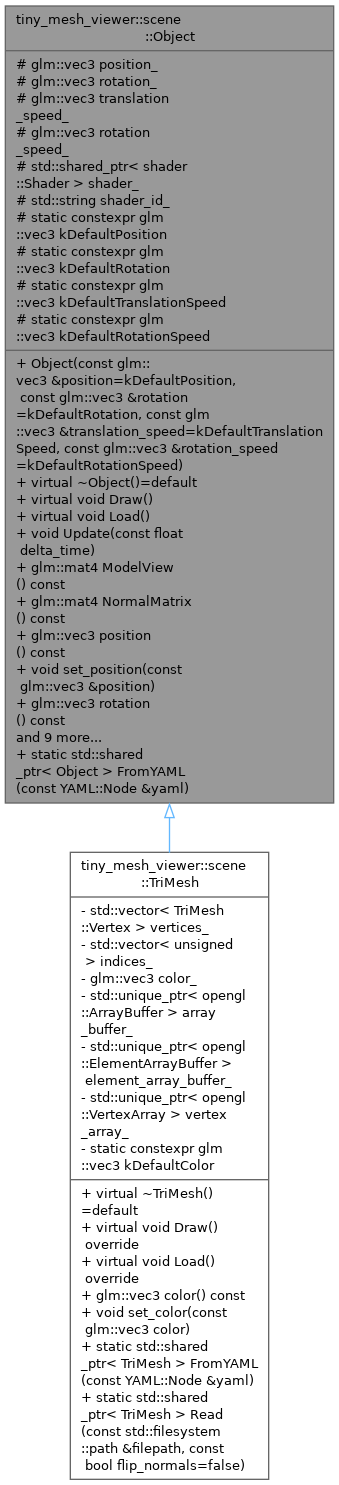 tiny_mesh_viewer::scene
::Object
# glm::vec3 position_
# glm::vec3 rotation_
# glm::vec3 translation
_speed_
# glm::vec3 rotation
_speed_
# std::shared_ptr< shader
::Shader > shader_
# std::string shader_id_
# static constexpr glm
::vec3 kDefaultPosition
# static constexpr glm
::vec3 kDefaultRotation
# static constexpr glm
::vec3 kDefaultTranslationSpeed
# static constexpr glm
::vec3 kDefaultRotationSpeed
+ Object(const glm::
vec3 &position=kDefaultPosition,
const glm::vec3 &rotation
=kDefaultRotation, const glm
::vec3 &translation_speed=kDefaultTranslation
Speed, const glm::vec3 &rotation_speed
=kDefaultRotationSpeed)
+ virtual ~Object()=default
+ virtual void Draw()
+ virtual void Load()
+ void Update(const float
delta_time)
+ glm::mat4 ModelView
() const
+ glm::mat4 NormalMatrix
() const
+ glm::vec3 position
() const
+ void set_position(const
glm::vec3 &position)
+ glm::vec3 rotation
() const
and 9 more...
+ static std::shared
_ptr< Object > FromYAML
(const YAML::Node &yaml)
tiny_mesh_viewer::scene
::TriMesh
- std::vector< TriMesh
::Vertex > vertices_
- std::vector< unsigned
> indices_
- glm::vec3 color_
- std::unique_ptr< opengl
::ArrayBuffer > array
_buffer_
- std::unique_ptr< opengl
::ElementArrayBuffer >
element_array_buffer_
- std::unique_ptr< opengl
::VertexArray > vertex
_array_
- static constexpr glm
::vec3 kDefaultColor
+ virtual ~TriMesh()
=default
+ virtual void Draw()
override
+ virtual void Load()
override
+ glm::vec3 color() const
+ void set_color(const
glm::vec3 color)
+ static std::shared
_ptr< TriMesh > FromYAML
(const YAML::Node &yaml)
+ static std::shared
_ptr< TriMesh > Read
(const std::filesystem
::path &filepath, const
bool flip_normals=false)